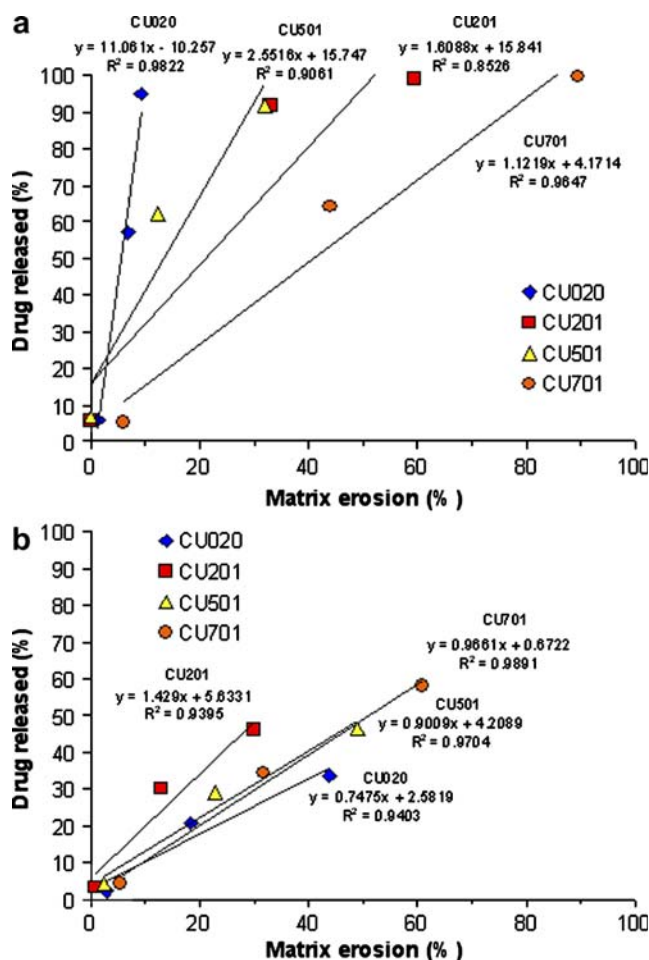 a
CU020
y = 11.061x - 10.257
R² = 0.9822
CU501
y = 2.5516x + 15.747
R² = 0.9061
CU201
y = 1.6088x + 15.841
R² = 0.8526
CU701
y = 1.1219x + 4.1714
R² = 0.9647
Drug released (%)
100
90
80
70
60
50
40
30
20
10
0
CU020
CU201
CU501
CU701
0 20 40 60 80 100
Matrix erosion (% )
b
CU020
CU201
CU501
CU701
CU201
y = 1.429x + 5.6331
R² = 0.9395
CU701
y = 0.9661x + 0.6722
R² = 0.9891
CU501
y = 0.9009x + 4.2089
R² = 0.9704
CU020
y = 0.7475x + 2.5819
R² = 0.9403
Drug released (%)
100
90
80
70
60
50
40
30
20
10
0
0 20 40 60 80 100
Matrix erosion (% )